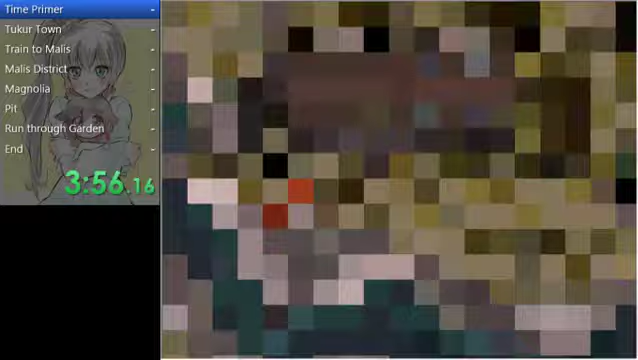 Time Primer -
Tukur Town -
Train to Malis -
Malis District -
Magnolia -
Pit -
Run through Garden -
End -
3:56.16